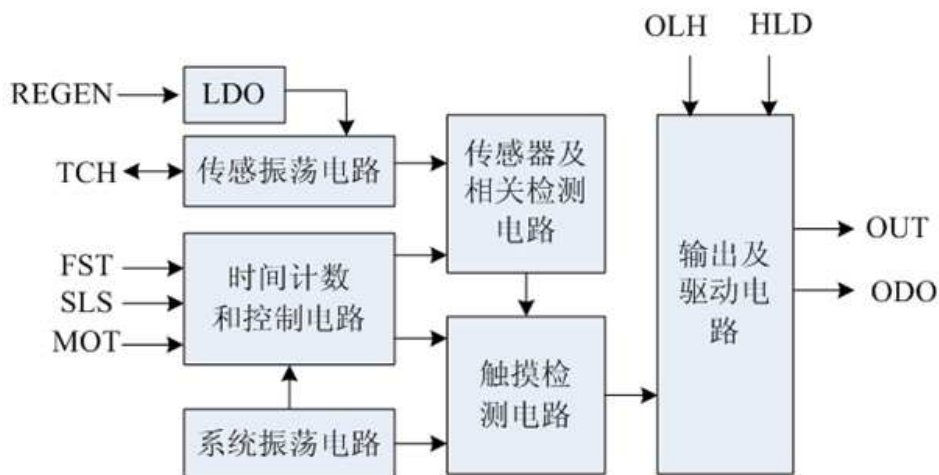 OLH
HLD
REGEN
LDO
TCH
传感振荡电路
传感器及
相关检测
电路
FST
SLS
MOT
时间计数
和控制电路
输出及
驱动电
路
OUT
ODO
触摸检
测电路
系统振荡电路